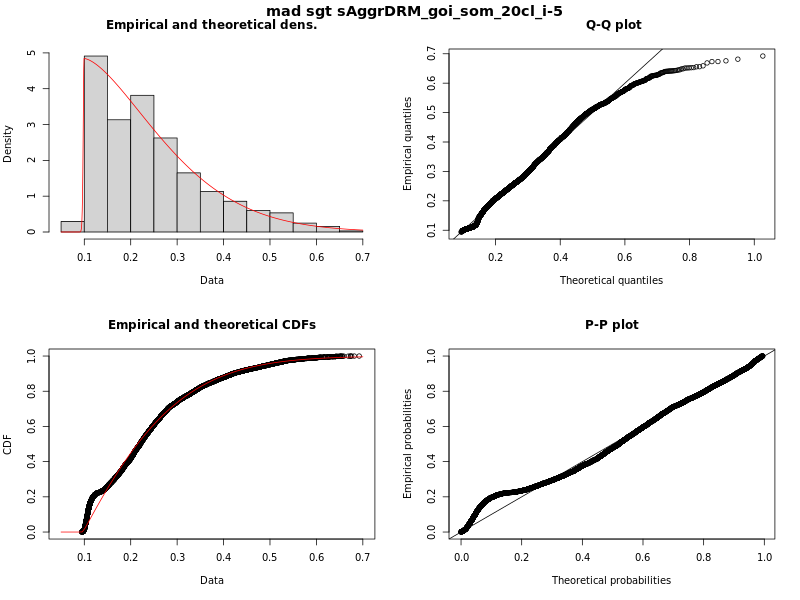 mad sgt sAggrDRM_goi_som_20cl_i-5
Empirical and theoretical dens.
Density
0 1 2 3 4 5
0.1 0.2 0.3 0.4 0.5 0.6 0.7
Data
Q-Q plot
Empirical quantiles
0.1 0.2 0.3 0.4 0.5 0.6 0.7
0.2 0.4 0.6 0.8 1.0
Theoretical quantiles
Empirical and theoretical CDFs
CDF
0.0 0.2 0.4 0.6 0.8 1.0
0.1 0.2 0.3 0.4 0.5 0.6 0.7
Data
P-P plot
Empirical probabilities
0.0 0.2 0.4 0.6 0.8 1.0
0.0 0.2 0.4 0.6 0.8 1.0
Theoretical probabilities